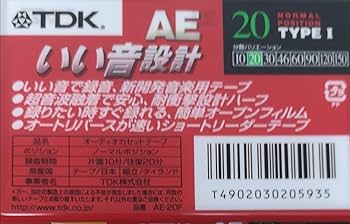 TDK
AE
いい音設計
20
NORMAL POSITION
TYPE I
分数バリエーション
10 20 30 46 60 90 120 150
●いい音で録音、新開発音楽用テープ
●超音波融着で安心、耐衝撃設計ハーフ
●録りたい時すぐ録れる、簡単オープンフィルム
●オートリバースが速いショートリーダーテープ
PP
品名 オーディオカセットテープ
ポジション ノーマルポジション
録音時間 片面10分/往復20分
原産国 テープ/日本 組立/タイランド
事業者名 TDK株式会社
http://www.tdk.co.jp/ 品番 AE-20F
T4902030205935